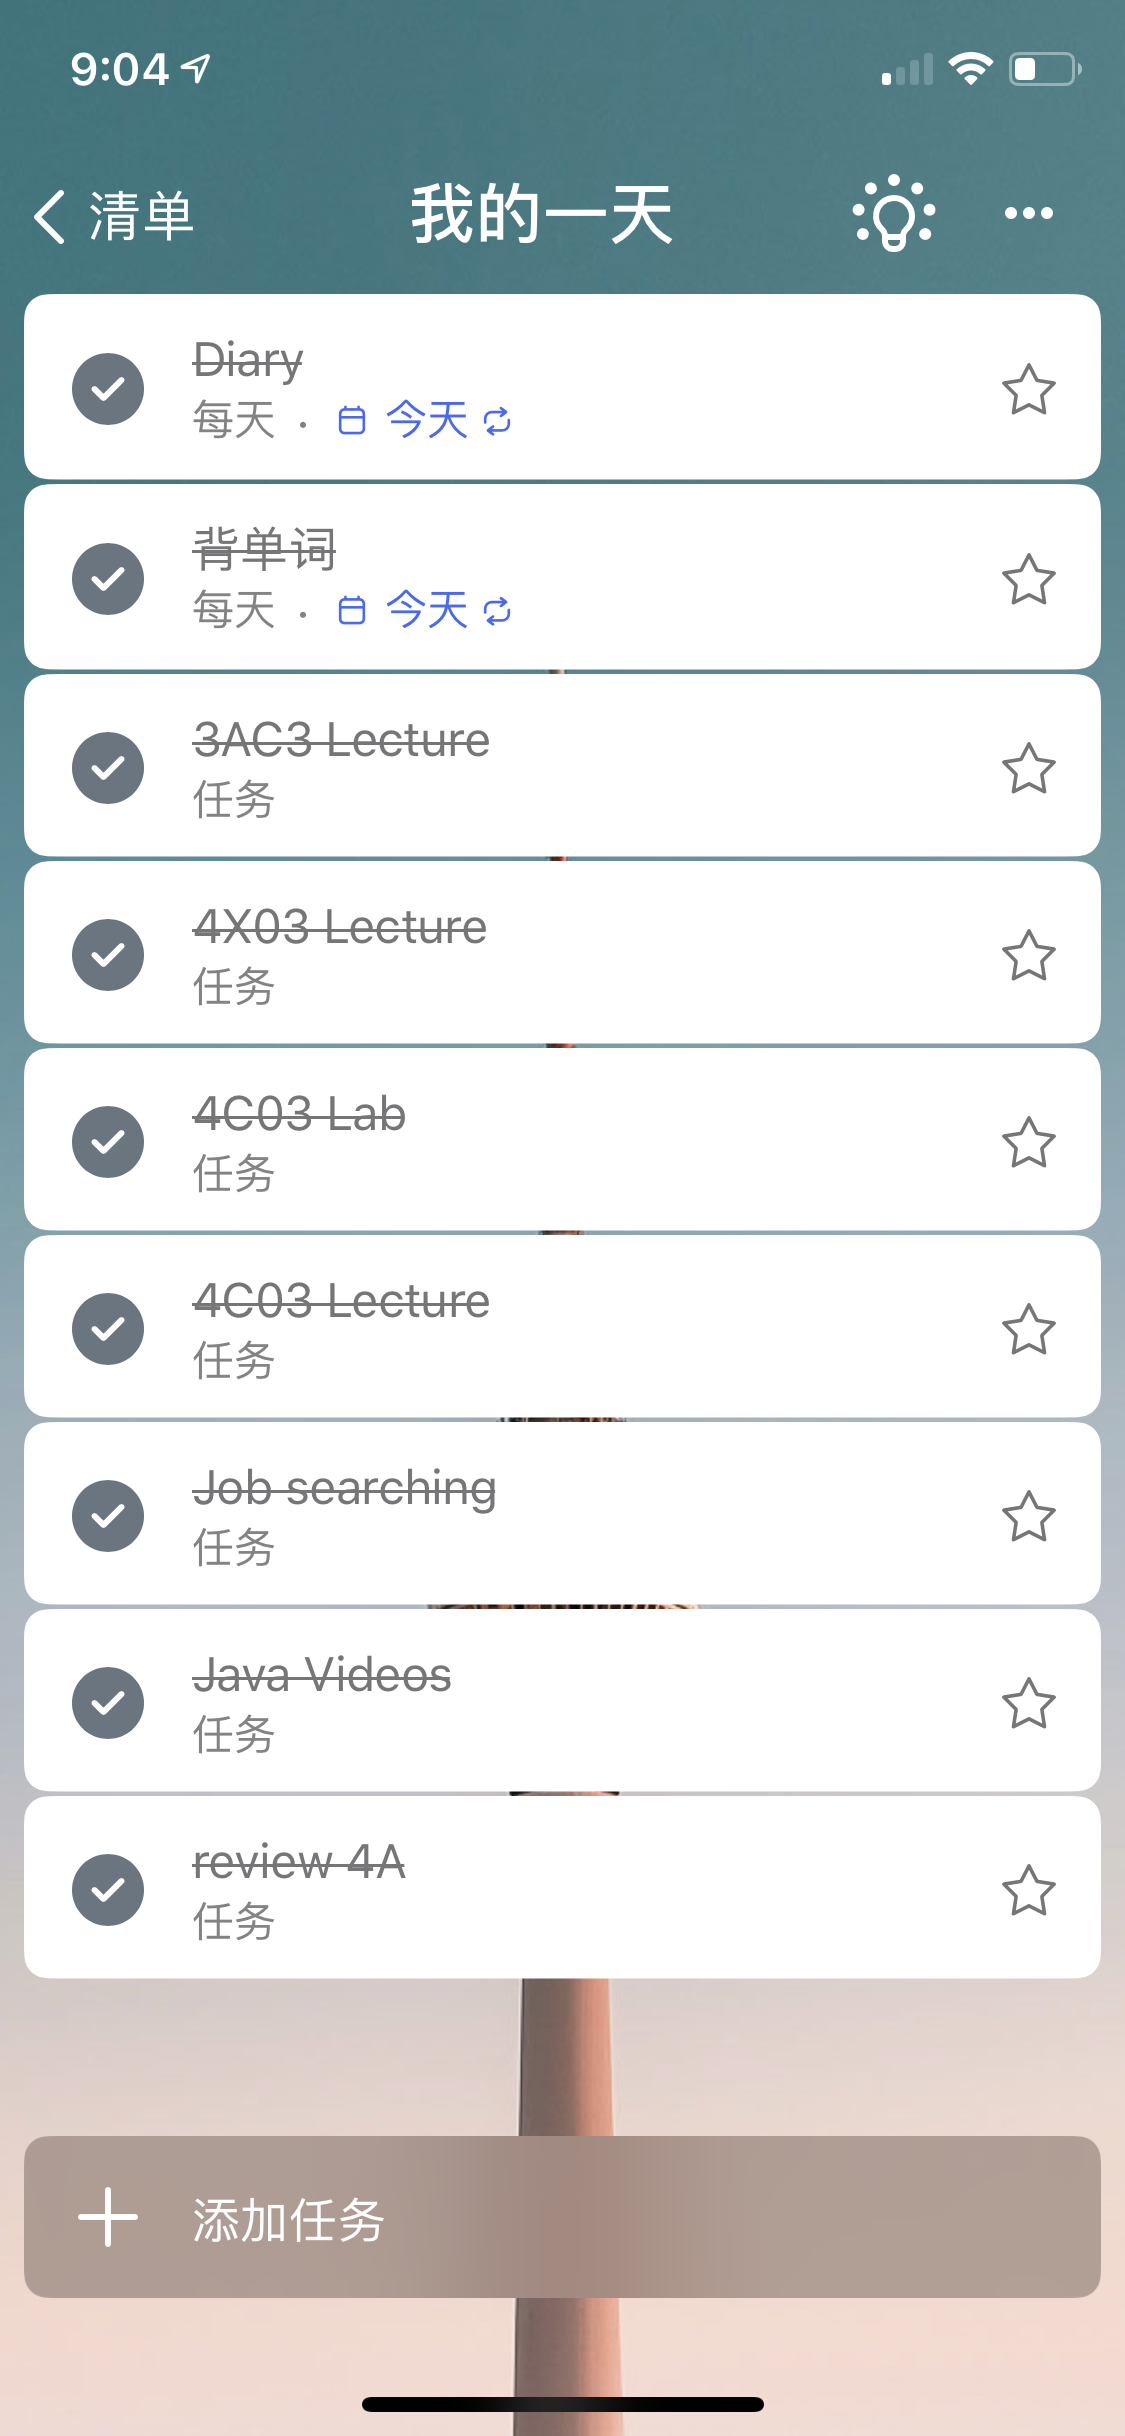 9:04
清单
我的一天
Diary
每天 · 今天
背单词
每天 · 今天
3AC3 Lecture
任务
4X03 Lecture
任务
4C03 Lab
任务
4C03 Lecture
任务
Job searching
任务
Java Videos
任务
review 4A
任务
添加任务